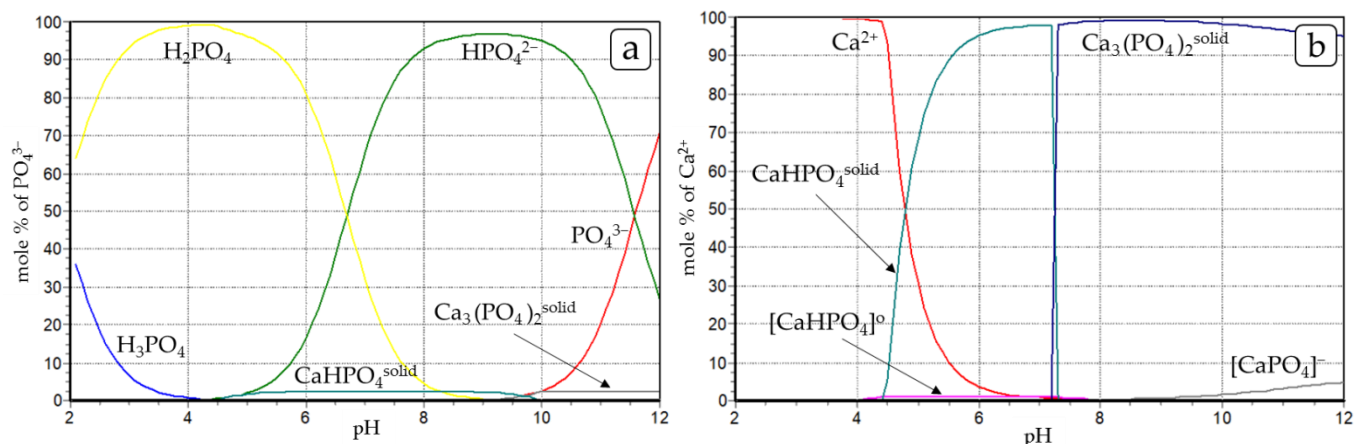 a
mole % of PO₄³⁻
100
90
80
70
60
50
40
30
20
10
0
H₂PO₄
HPO₄²⁻
PO₄³⁻
Ca₃(PO₄)₂ˢᵒˡⁱᵈ
H₃PO₄
CaHPO₄ˢᵒˡⁱᵈ
2 4 6 8 10 12
pH
b
mole % of Ca²⁺
100
90
80
70
60
50
40
30
20
10
0
Ca²⁺
Ca₃(PO₄)₂ˢᵒˡⁱᵈ
CaHPO₄ˢᵒˡⁱᵈ
[CaHPO₄]º
[CaPO₄]⁻
2 4 6 8 10 12
pH